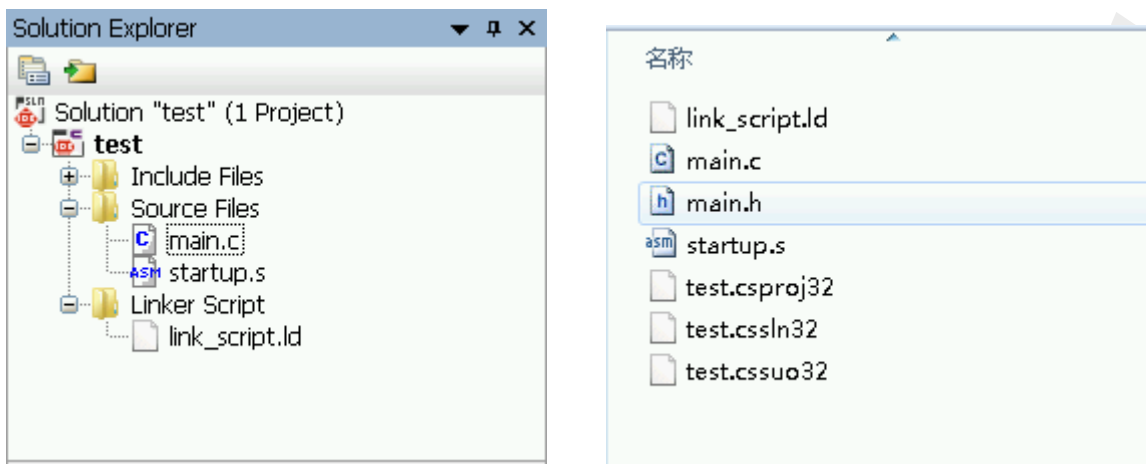 Solution Explorer
Solution "test" (1 Project)
test
Include Files
Source Files
main.c
startup.s
Linker Script
link_script.ld
名称
link_script.ld
main.c
main.h
startup.s
test.csproj32
test.cssln32
test.cssuo32